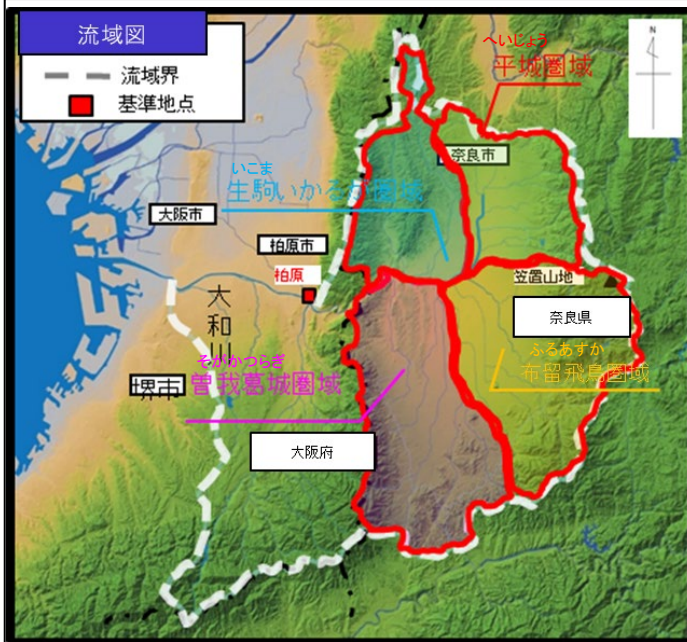 流域図
流域界
基準地点
N
へいじょう
平城圏域
奈良市
いこま
生駒いかるが圏域
大阪市
柏原市
柏原
笠置山地
大和川
奈良県
ふるあすか
布留飛鳥圏域
そがかつらぎ
曽我葛城圏域
堺市
大阪府